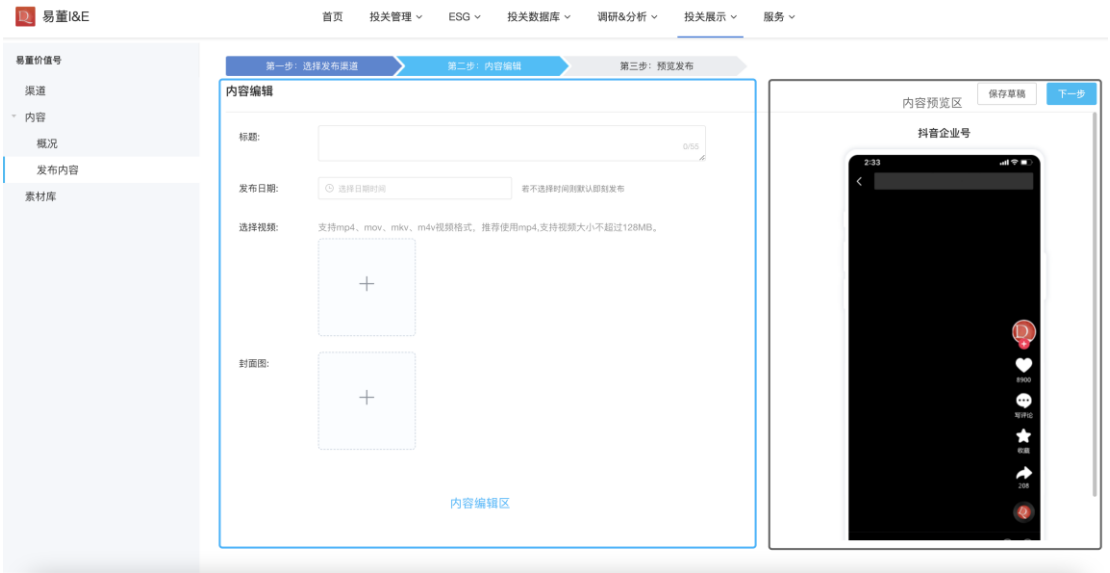 易董I&E
首页 投关管理 ESG 投关数据库 调研&分析 投关展示 服务
易董价值号
渠道
内容
概况
发布内容
素材库
第一步：选择发布渠道 第二步：内容编辑 第三步：预览发布
内容编辑
标题:
0/55
发布日期: 选择日期时间 若不选择时间则默认即刻发布
选择视频: 支持mp4、mov、mkv、m4v视频格式，推荐使用mp4,支持视频大小不超过128MB。
封面图:
内容编辑区
内容预览区 保存草稿 下一步
抖音企业号
2:33
8900
写评论
收藏
208